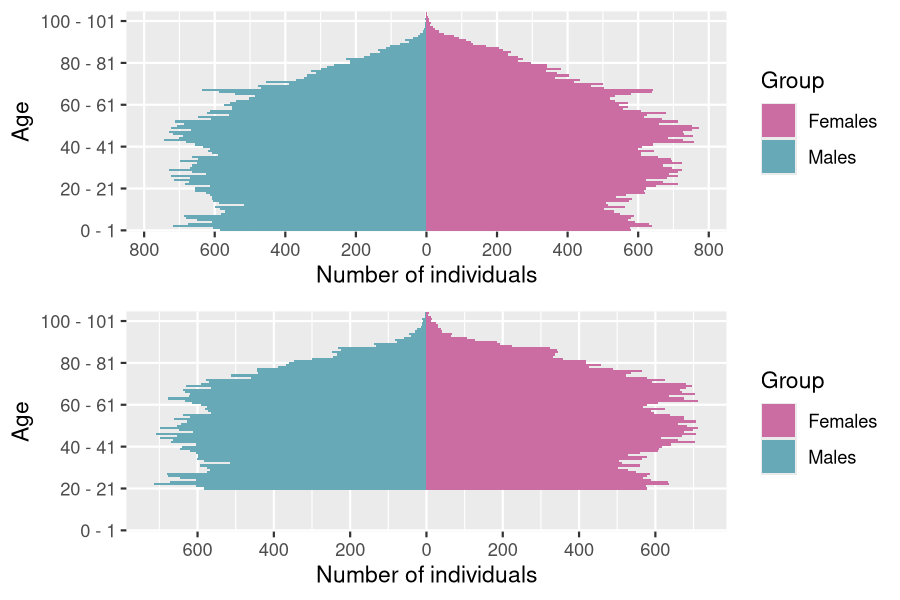 100 - 101
80 - 81
60 - 61
40 - 41
20 - 21
0 - 1
Age
800 600 400 200 0 200 400 600 800
Number of individuals
Group
Females
Males
100 - 101
80 - 81
60 - 61
40 - 41
20 - 21
0 - 1
Age
600 400 200 0 200 400 600
Number of individuals
Group
Females
Males